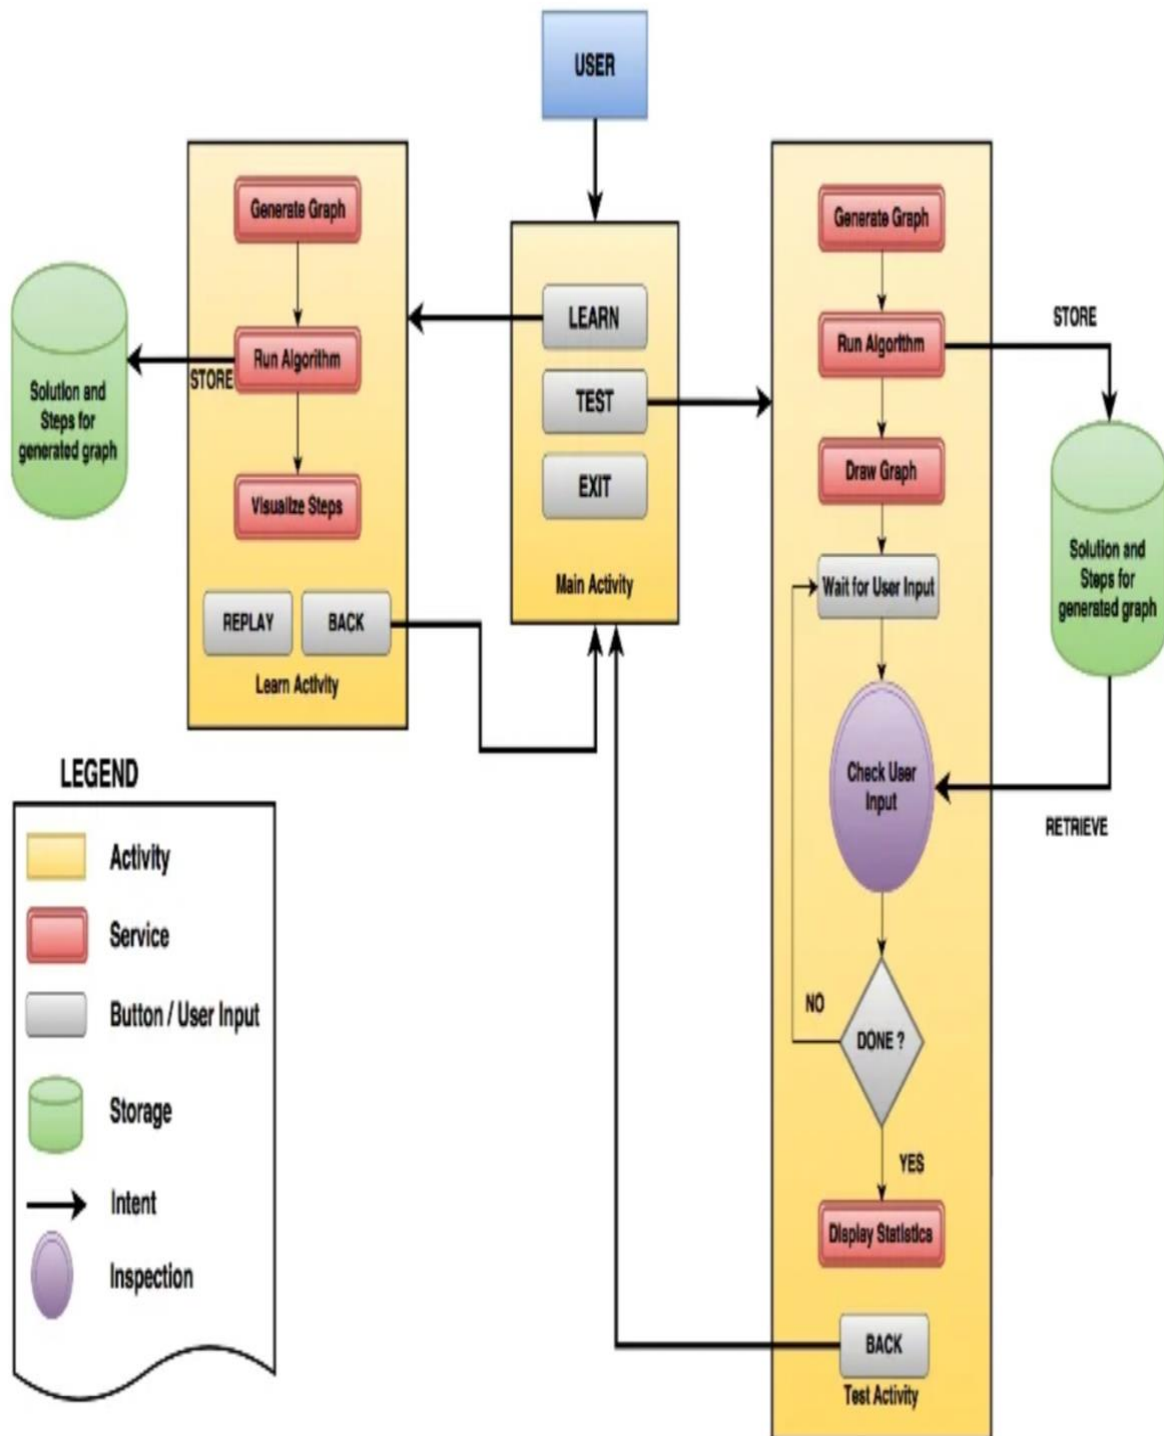 USER
Generate Graph
Run Algorithm
STORE
Visualize Steps
REPLAY
BACK
Learn Activity
Solution and
Steps for
generated graph
LEARN
TEST
EXIT
Main Activity
Generate Graph
Run Algorithm
STORE
Draw Graph
Wait for User Input
Solution and
Steps for
generated graph
Check User
Input
RETRIEVE
DONE ?
NO
YES
Display Statistics
BACK
Test Activity
LEGEND
Activity
Service
Button / User Input
Storage
Intent
Inspection